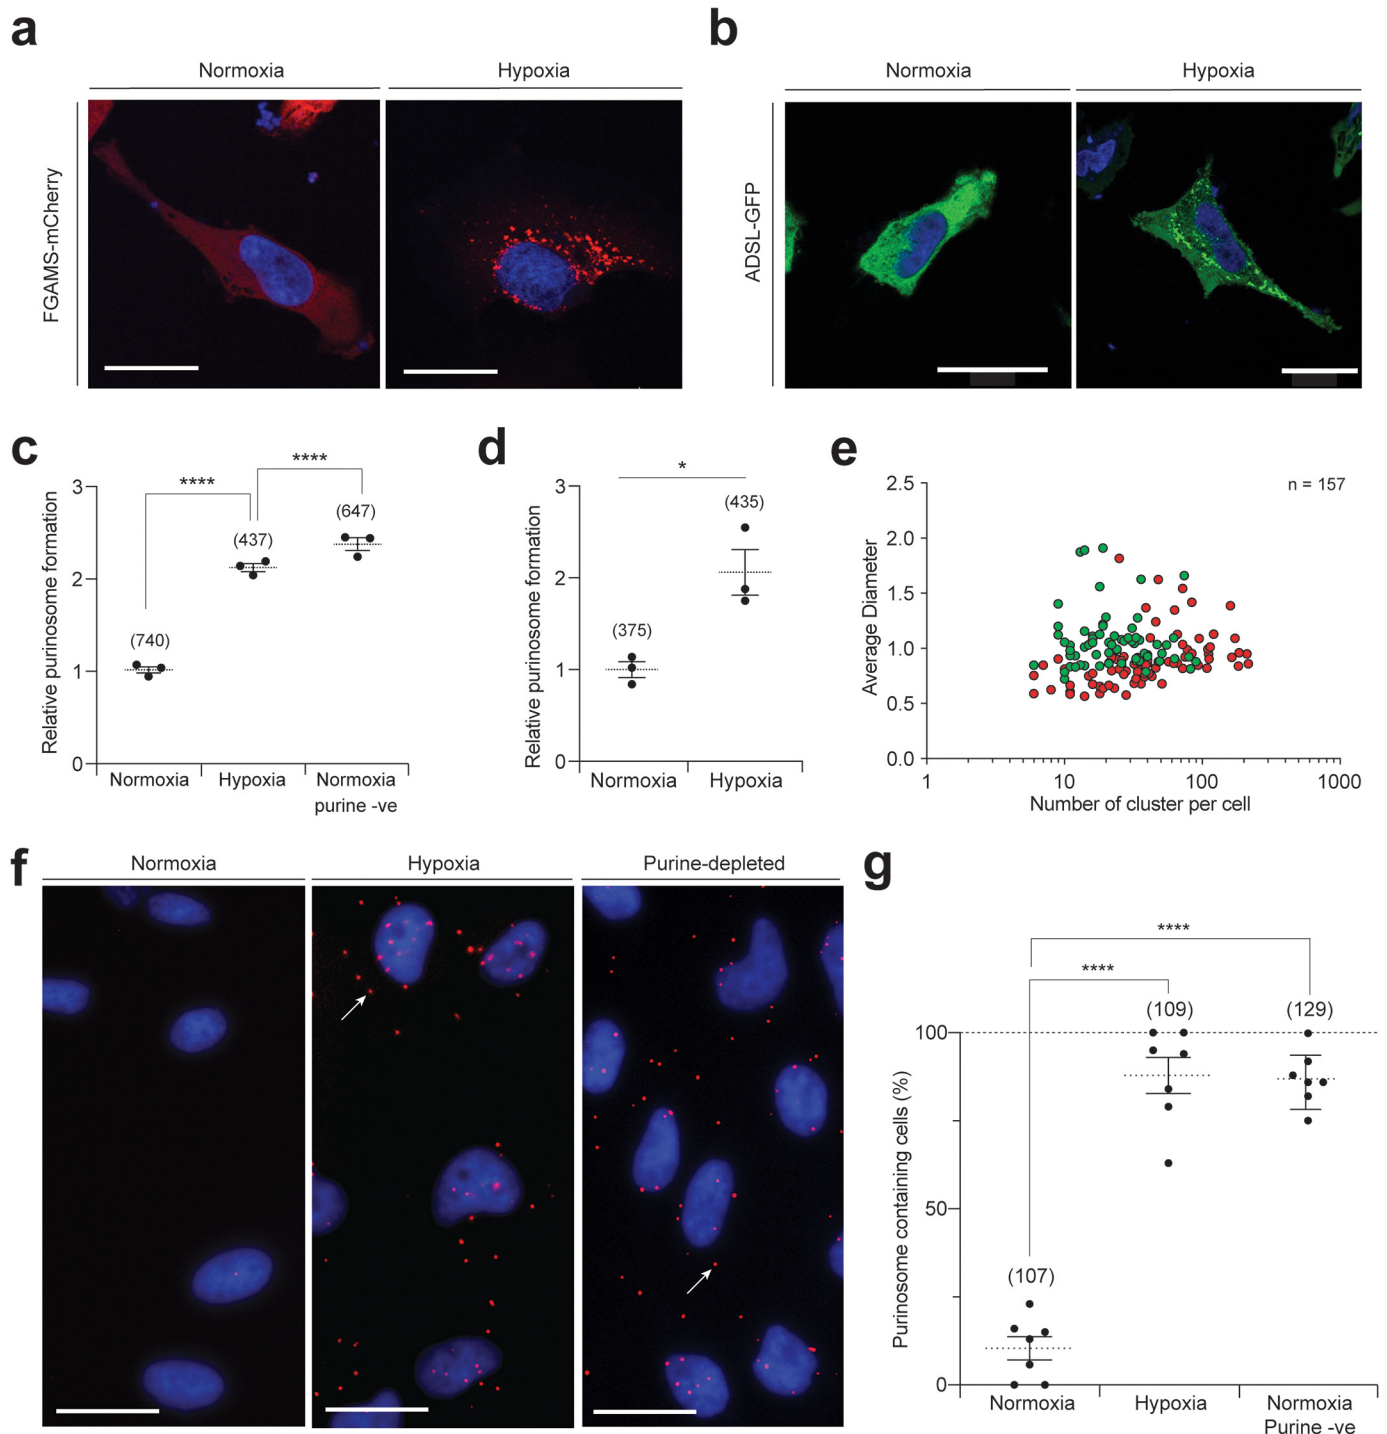 a
Normoxia
Hypoxia
FGAMS-mCherry
b
Normoxia
Hypoxia
ADSL-GFP
c
Relative purinosome formation
3
2
1
0
****
****
(740)
(437)
(647)
Normoxia
Hypoxia
Normoxia
purine -ve
d
Relative purinosome formation
3
2
1
0
*
(375)
(435)
Normoxia
Hypoxia
e
Average Diameter
2.5
2.0
1.5
1.0
0.5
0.0
n = 157
1
10
100
1000
Number of cluster per cell
f
Normoxia
Hypoxia
Purine-depleted
g
Purinosome containing cells (%)
100
50
0
****
****
(107)
(109)
(129)
Normoxia
Hypoxia
Normoxia
Purine -ve